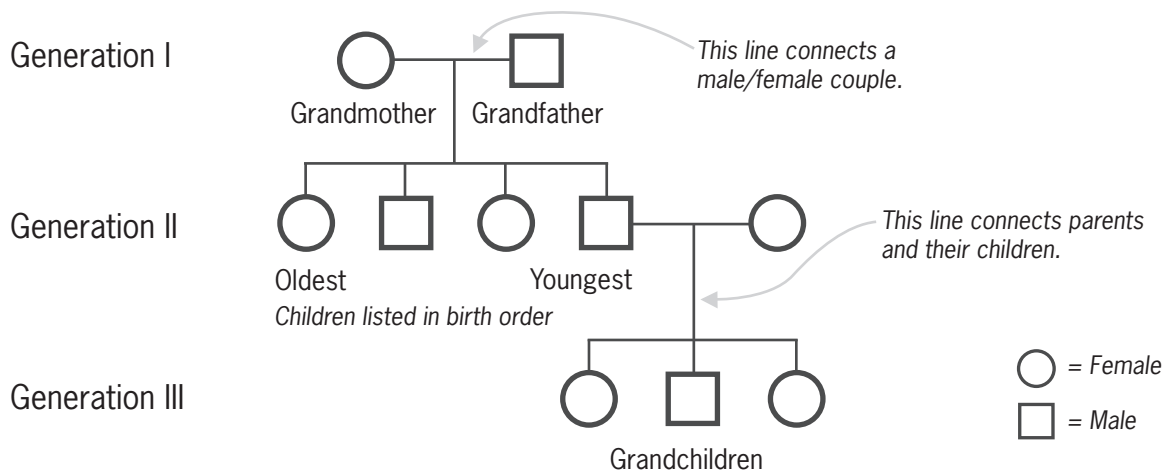 Generation I
This line connects a
male/female couple.
Grandmother
Grandfather
Generation II
This line connects parents
and their children.
Oldest
Youngest
Children listed in birth order
= Female
Generation III
= Male
Grandchildren